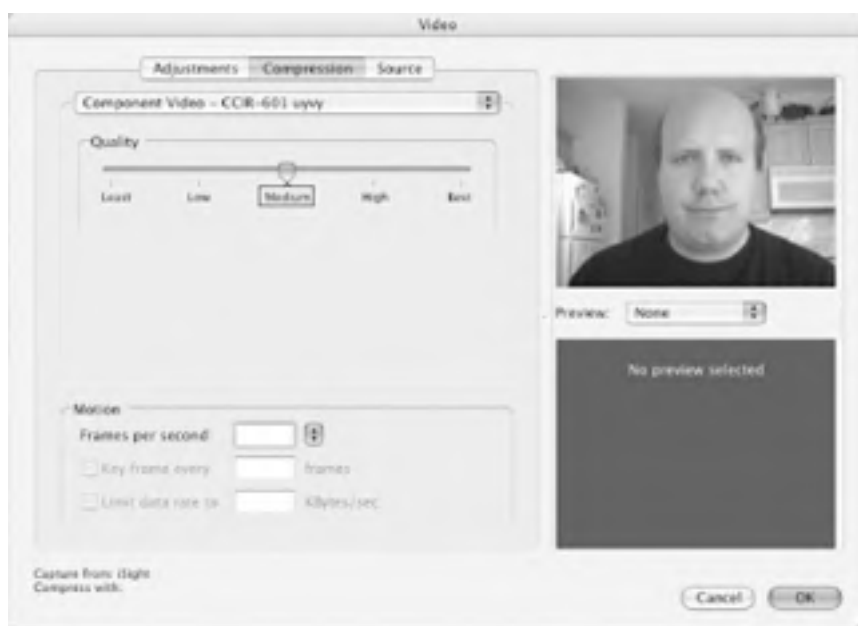 Video
Adjustments Compression Source
Component Video - CCIR-601 uyvy
Quality
Least Low Medium High Best
Preview: None
No preview selected
Motion
Frames per second
Key frame every frames
Limit data rate to KBytes/sec
Capture from: iSight
Compress with:
Cancel OK